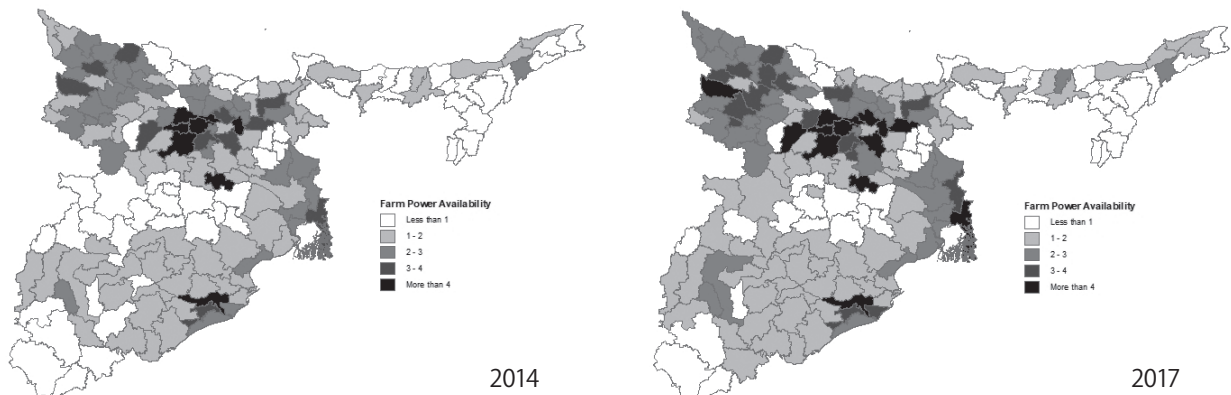 Farm Power Availability
Less than 1
1 - 2
2 - 3
3 - 4
More than 4
2014
Farm Power Availability
Less than 1
1 - 2
2 - 3
3 - 4
More than 4
2017